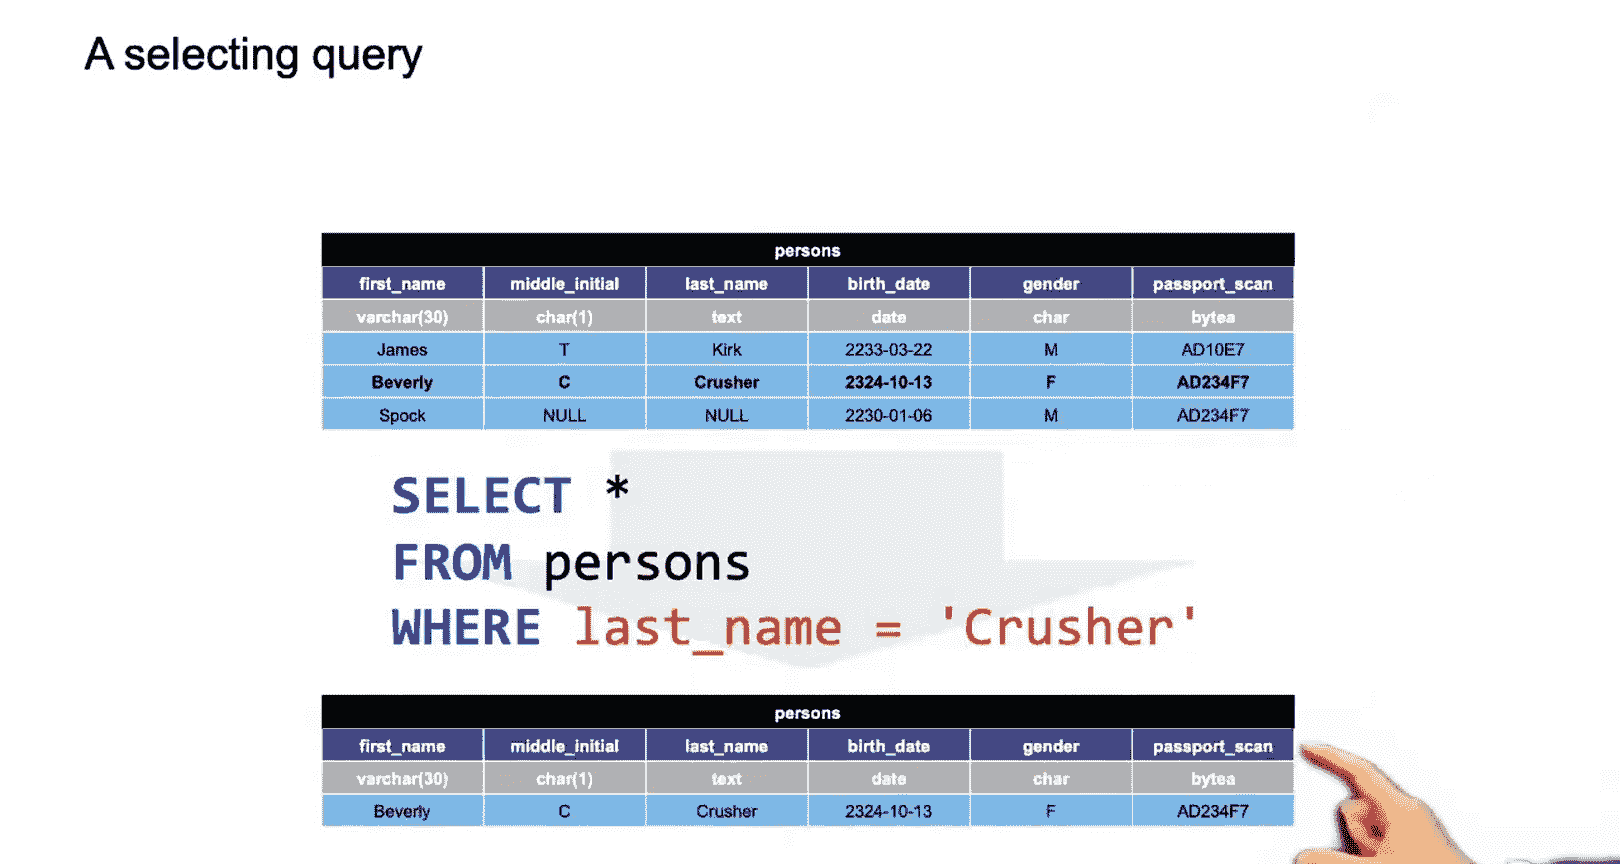 A selecting query
persons
first_name middle_initial last_name birth_date gender passport_scan
varchar(30) char(1) text date char bytea
James T Kirk 2233-03-22 M AD10E7
Beverly C Crusher 2324-10-13 F AD234F7
Spock NULL NULL 2230-01-06 M AD234F7
SELECT *
FROM persons
WHERE last_name = 'Crusher'
persons
first_name middle_initial last_name birth_date gender passport_scan
varchar(30) char(1) text date char bytea
Beverly C Crusher 2324-10-13 F AD234F7